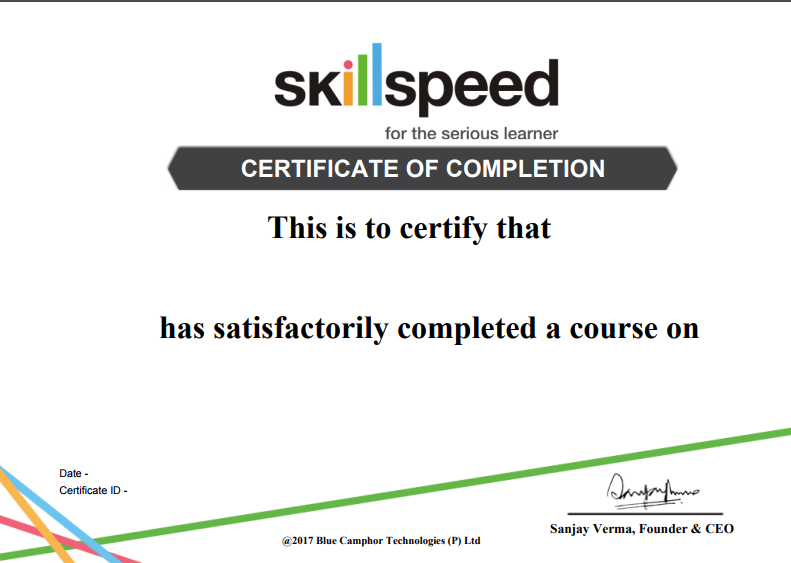 skillspeed
for the serious learner
CERTIFICATE OF COMPLETION
This is to certify that
has satisfactorily completed a course on
Date -
Certificate ID -
Sanjay Verma, Founder & CEO
@2017 Blue Camphor Technologies (P) Ltd